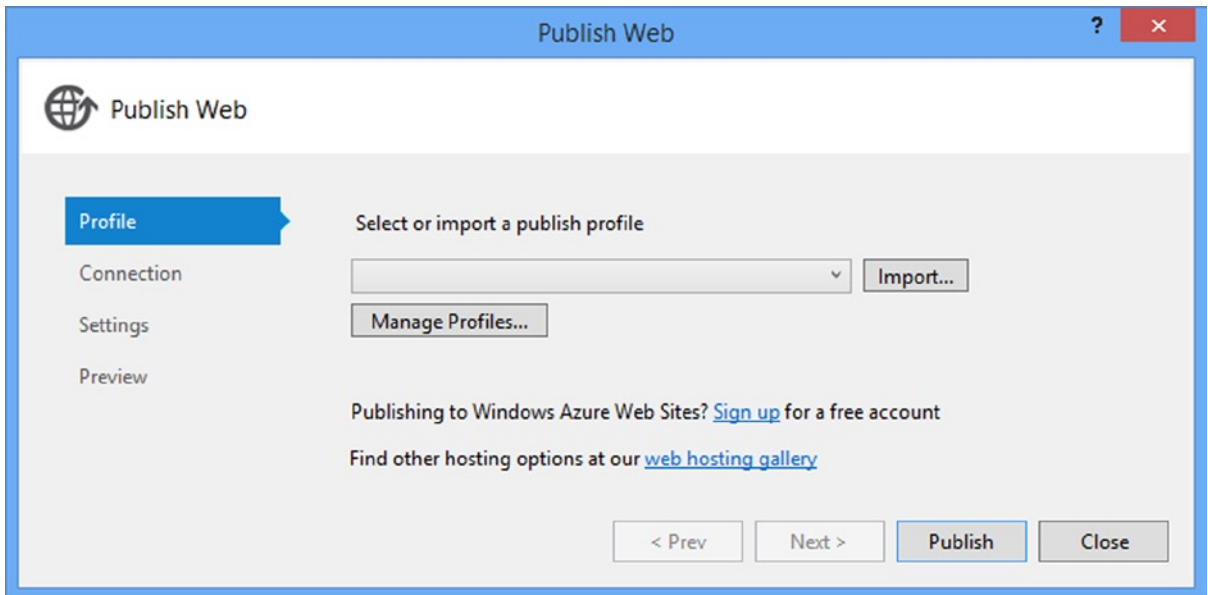 Publish Web
?
Publish Web
Profile
Select or import a publish profile
Connection
Import...
Settings
Manage Profiles...
Preview
Publishing to Windows Azure Web Sites? Sign up for a free account
Find other hosting options at our web hosting gallery
< Prev
Next >
Publish
Close